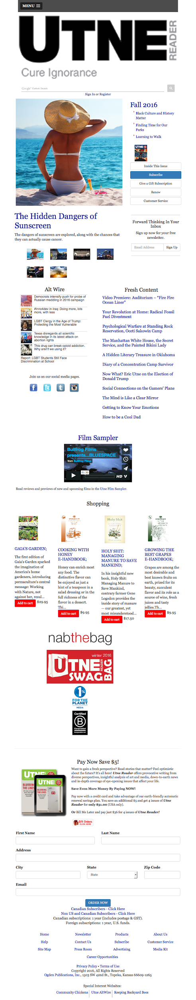 MENU
UTNE
READER
Cure Ignorance
Google™ Custom Search
Sign In or Register
Fall 2016
Black Culture and History
Matter
Finding Time for Our
Parks
Learning to Walk
UTNE
Inside This Issue
Subscribe
Give a Gift Subscription
Renew
Customer Service
The Hidden Dangers of
Sunscreen
The dangers of sunscreen are explored, along with the chances that
they can actually cause cancer.
Forward Thinking In Your
Inbox
Sign up now for your free
newsletter.
Email Address
Sign Up
Alt Wire
Democrats intensify push for probe of
Russian meddling in 2016 campaign
#inno4dev in Iraq: Doing more, lots
more, with less
LGBT Clergy in the Age of Trump:
Protecting the Most Vulnerable
Texas disregards all scientific
knowledge in its latest attack on
abortion rights
This drug can break opioid addiction.
Why aren't we using it?
Report: LGBT Students Still Face
Discrimination at School
Join us on our social media pages.
Fresh Content
Video Premiere: Auditorium – “Fire Fire
Ocean Liner”
Your Revolution at Home: Radical Fossil
Fuel Divestment
Psychological Warfare at Standing Rock
Reservation, Oceti Sakowin Camp
The Manhattan White House, the Secret
Service, and the Painted Bikini Lady
A Hidden Literary Treasure in Oklahoma
Diary of a Concentration Camp Survivor
Now What? Eric Utne on the Election of
Donald Trump
Social Connections on the Gamers' Plane
The Mind is Like a Clear Mirror
Getting to Know Your Emotions
How to be a Cool Dad
Film Sampler
Bullfrog Films
presents...BLUESPACE
from Bullfrog Films
01:30
HD
Read reviews and previews of new and upcoming films in the Utne Film Sampler.
Shopping
GAIA'S GARDEN
GAIA'S GARDEN;
The first edition of
Gaia's Garden sparked
the imagination of
America's home
gardeners, introducing
permaculture's central
message: Working
with Nature, not
against her, resul...
Add to cart $29.95
COOKING WITH
HONEY
E-HANDBOOK;
Honey can enrich most
any food. The
distinctive flavor can
be enjoyed as just a
hint of a teaspoon in a
salad dressing or in the
full richness of the
flavor in a dessert.
Thi...
Add to cart $9.95
Holy Shit
HOLY SHIT:
MANAGING
MANURE TO SAVE
MANKIND;
In his insightful new
book, Holy Shit:
Managing Manure to
Save Mankind,
contrary farmer Gene
Logsdon provides the
inside story of manure
— our greatest, yet
most misunderstood...
Add to cart $17.50
GROWING THE
BEST GRAPES
E-HANDBOOK;
Grapes are among the
most desirable and
best known fruits on
earth, prized for its
beauty, succulent
flavor and its role as a
source of wine, fresh
juices and tasty
jellies.Th...
Add to cart $9.95
nabthebag
winter 2016
UTNE
READER
SWAG
BAG
1%
FOR THE
PLANET
MEDIA
Certified
B
Corporation
bcorporation.net
Pay Now Save $5!
UTNE
BLURRING
THE LINES
UTNE
BLURRING
THE LINES
Want to gain a fresh perspective? Read stories that matter? Feel optimistic
about the future? It's all here! Utne Reader offers provocative writing from
diverse perspectives, insightful analysis of art and media, down-to-earth news
and in-depth coverage of eye-opening issues that affect your life.
Save Even More Money By Paying NOW!
Pay now with a credit card and take advantage of our earth-friendly automatic
renewal savings plan. You save an additional $5 and get 4 issues of Utne
Reader for only $31.00 (USA only).
Or Bill Me Later and pay just $36 for 4 issues of Utne Reader!
Gift Orders
CLICK HERE
First Name
Last Name
Address
City
State
Zip Code
State
Email
ORDER NOW
Canadian Subscribers - Click Here
Non US and Canadian Subscribers - Click Here
Canadian subscriptions: 1 year (includes postage & GST).
Foreign subscriptions: 1 year, U.S. funds.
Home
Newsletter
Products
About Us
Help
Contact Us
Subscribe
Customer Service
Site Map
Press Room
Advertising
Media Kit
Career Opportunities
Privacy Policy • Terms of Use
Copyright 2016, All Rights Reserved
Ogden Publications, Inc., 1503 SW 42nd St., Topeka, Kansas 66609-1265
Special Interest Websites:
Community Chickens
Utne AltWire
Keeping Backyard Bees